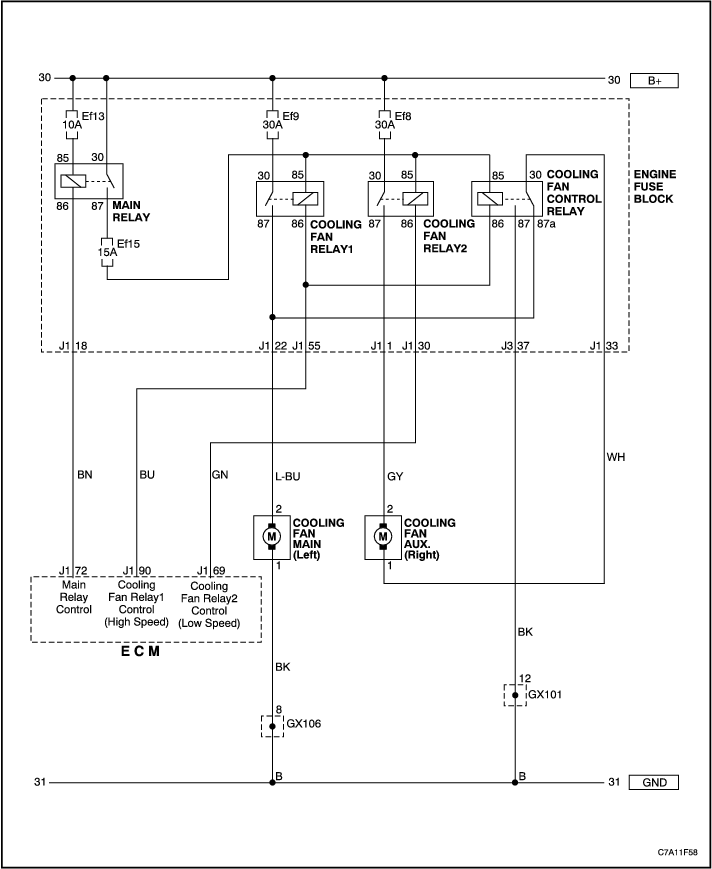 30
30
B+
Ef13
10A
Ef9
30A
Ef8
30A
85
30
86
87
MAIN
RELAY
Ef15
15A
30
85
87
86
COOLING
FAN
RELAY1
30
85
87
86
COOLING
FAN
RELAY2
85
30
86
87
87a
COOLING
FAN
CONTROL
RELAY
ENGINE
FUSE
BLOCK
J1 18
J1 22
J1 55
J1 1
J1 30
J3 37
J1 33
BN
BU
GN
L-BU
GY
WH
2
COOLING
FAN
MAIN
(Left)
M
1
2
COOLING
FAN
AUX.
(Right)
M
1
J1 72
J1 90
J1 69
Main
Relay
Control
Cooling
Fan Relay1
Control
(High Speed)
Cooling
Fan Relay2
Control
(Low Speed)
E C M
BK
BK
12
GX101
8
GX106
31
B
B
31
GND
C7A11F58